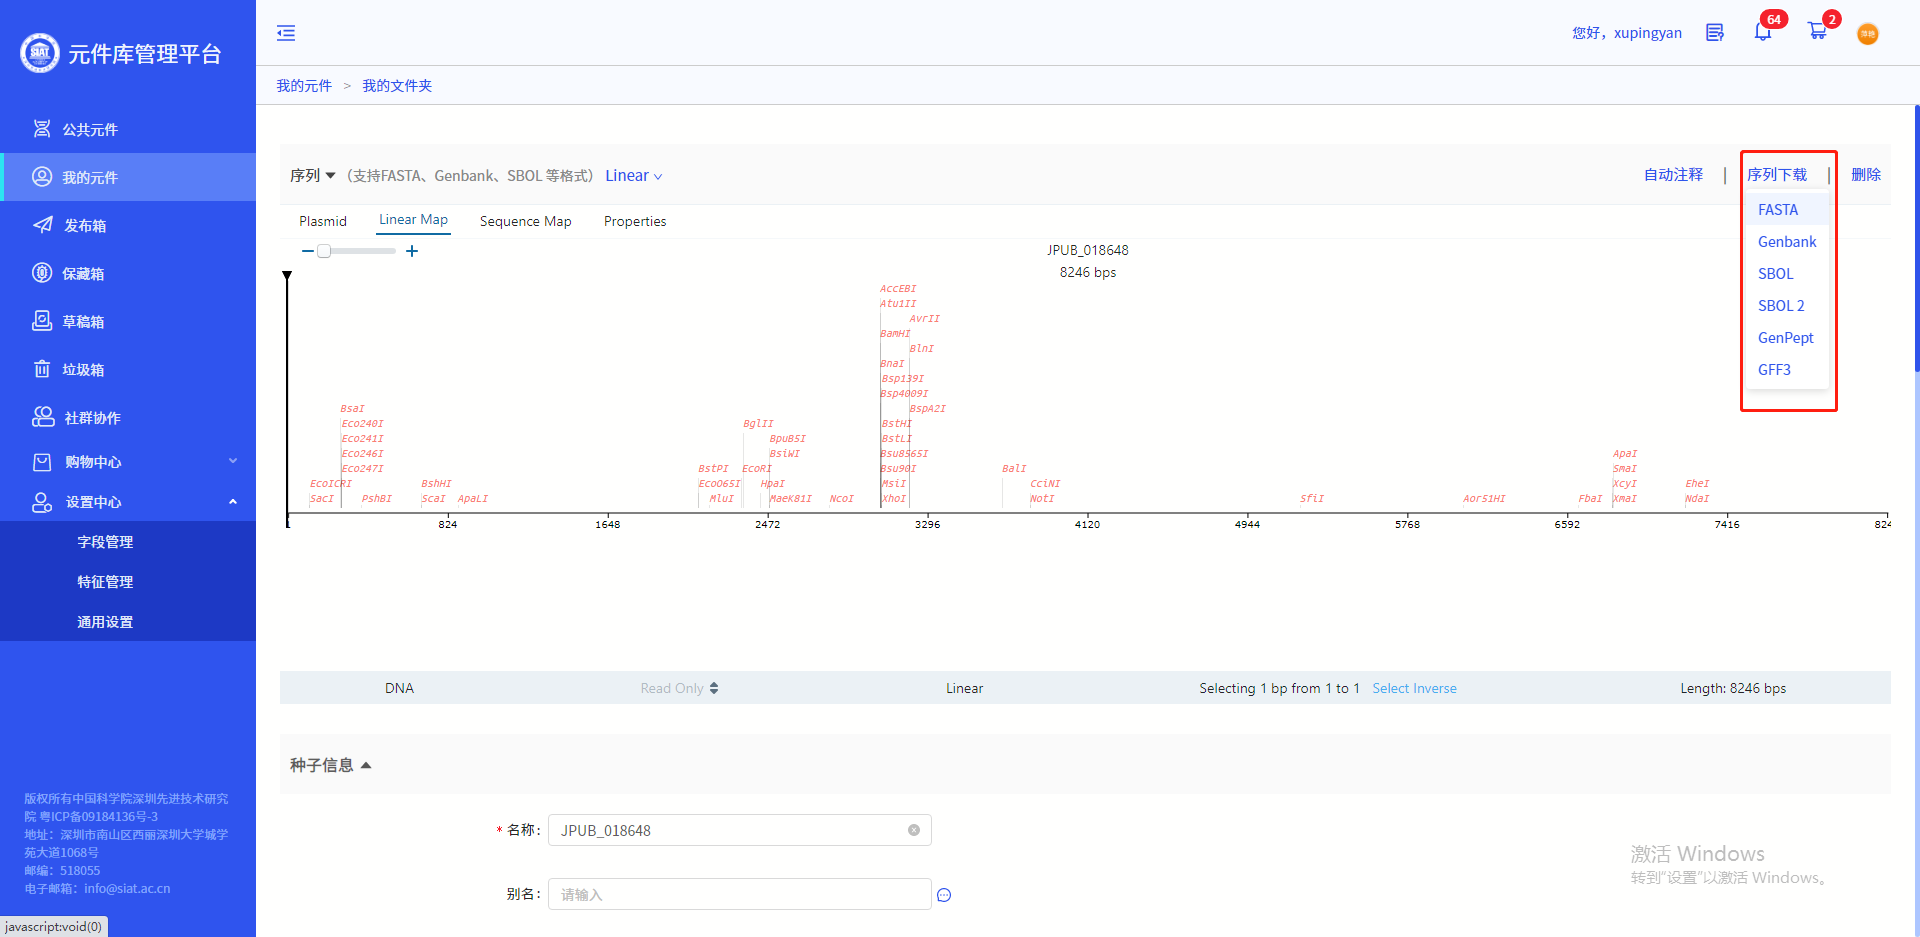 元件库管理平台
公共元件
我的元件
发布箱
保藏箱
草稿箱
垃圾箱
社群协作
购物中心
设置中心
字段管理
特征管理
通用设置
版权所有中国科学院深圳先进技术研究
院 粤ICP备09184136号-3
地址：深圳市南山区西丽深圳大学城学
苑大道1068号
邮编：518055
电子邮箱：info@siat.ac.cn
javascript:void(0)
您好，xupingyan
64
2
我的元件 > 我的文件夹
序列 （支持FASTA、Genbank、SBOL 等格式） Linear
自动注释 | 序列下载 | 删除
FASTA
Genbank
SBOL
SBOL 2
GenPept
GFF3
Plasmid Linear Map Sequence Map Properties
JPUB_018648
8246 bps
AccEBI
Atu1II
AvrII
BamHI
BlnI
BnaI
Bsp139I
Bsp4009I
BsaI BspA2I
Eco240I BglII BstHI
Eco241I BpuB5I BstLI
Eco246I BsiWI Bsu8565I ApaI
Eco247I BstPI EcoRI Bsu90I BalI SmaI
EcoICRI BshHI EcoO65I HpaI MsiI CciNI XcyI EheI
SacI PshBI ScaI ApaLI MluI MaeK81I NcoI XhoI NotI SfiI Aor51HI FbaI XmaI NdaI
1 824 1648 2472 3296 4120 4944 5768 6592 7416 824
DNA Read Only Linear Selecting 1 bp from 1 to 1 Select Inverse Length: 8246 bps
种子信息
* 名称： JPUB_018648
别名： 请输入
激活 Windows
转到"设置"以激活 Windows。